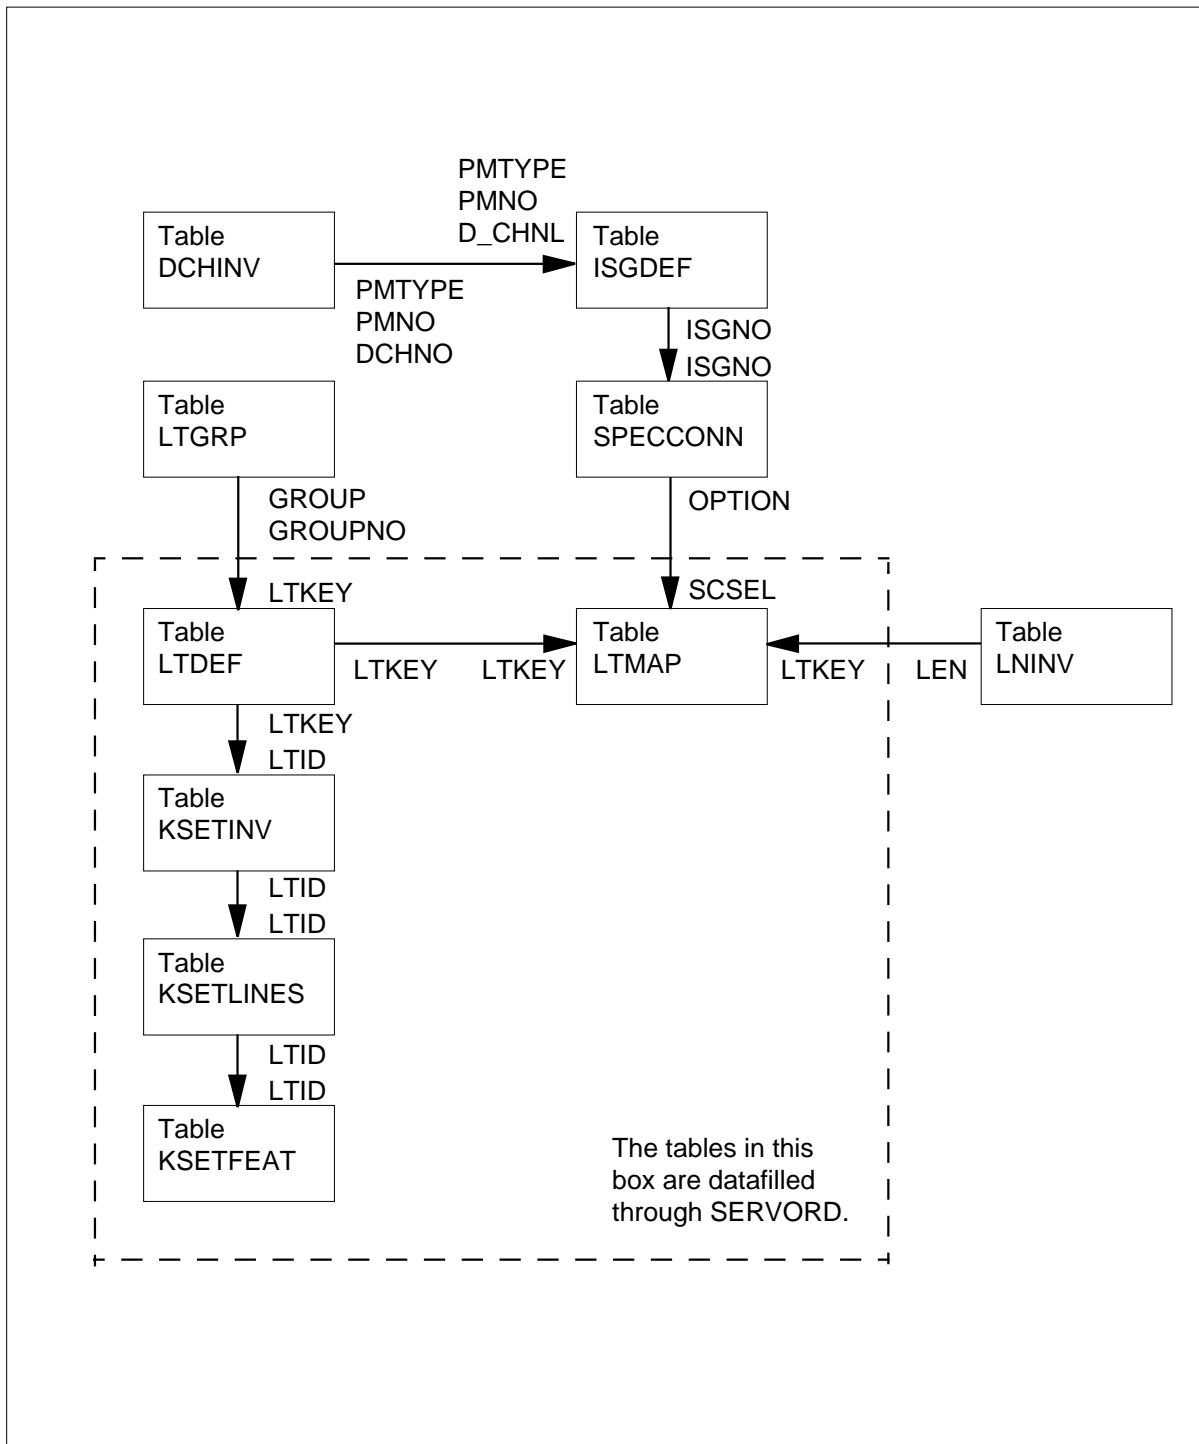 PMTYPE
PMNO
D_CHNL
Table
DCHINV
Table
ISGDEF
PMTYPE
PMNO
DCHNO
ISGNO
ISGNO
Table
LTGRP
Table
SPECCONN
GROUP
GROUPNO
OPTION
LTKEY
SCSEL
Table
LTDEF
LTKEY
LTKEY
Table
LTMAP
LTKEY
LEN
Table
LNINV
LTKEY
LTID
Table
KSETINV
LTID
LTID
Table
KSETLINES
LTID
LTID
Table
KSETFEAT
The tables in this
box are datafilled
through SERVORD.